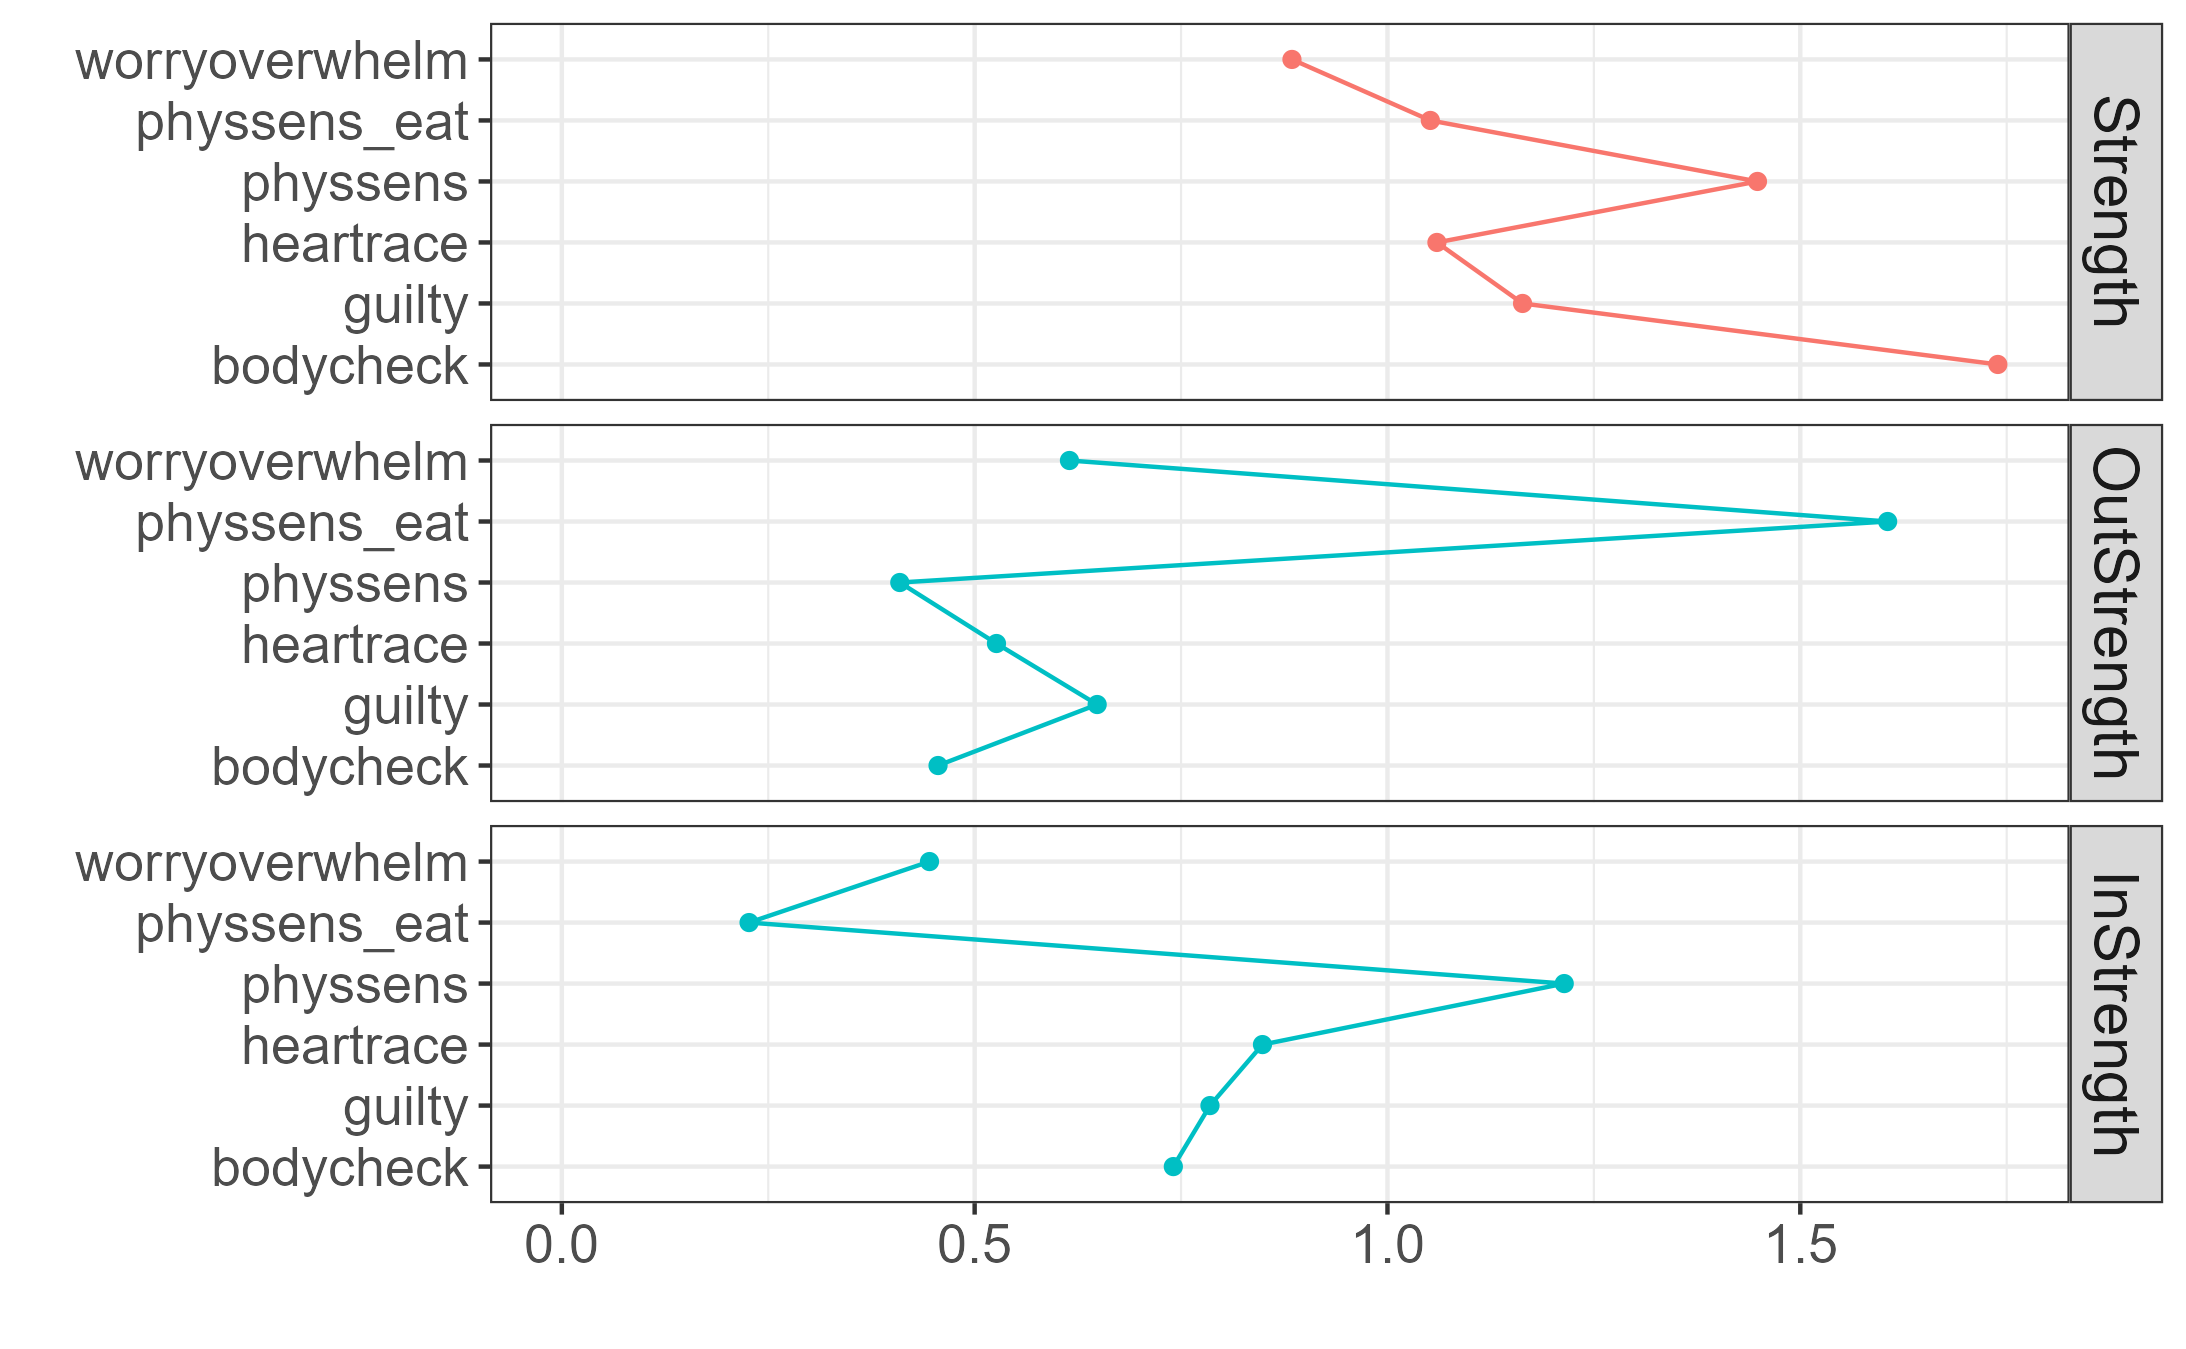 worryoverwhelm
physsens_eat
physsens
heartrace
guilty
bodycheck
Strength
worryoverwhelm
physsens_eat
physsens
heartrace
guilty
bodycheck
OutStrength
worryoverwhelm
physsens_eat
physsens
heartrace
guilty
bodycheck
InStrength
0.0 0.5 1.0 1.5